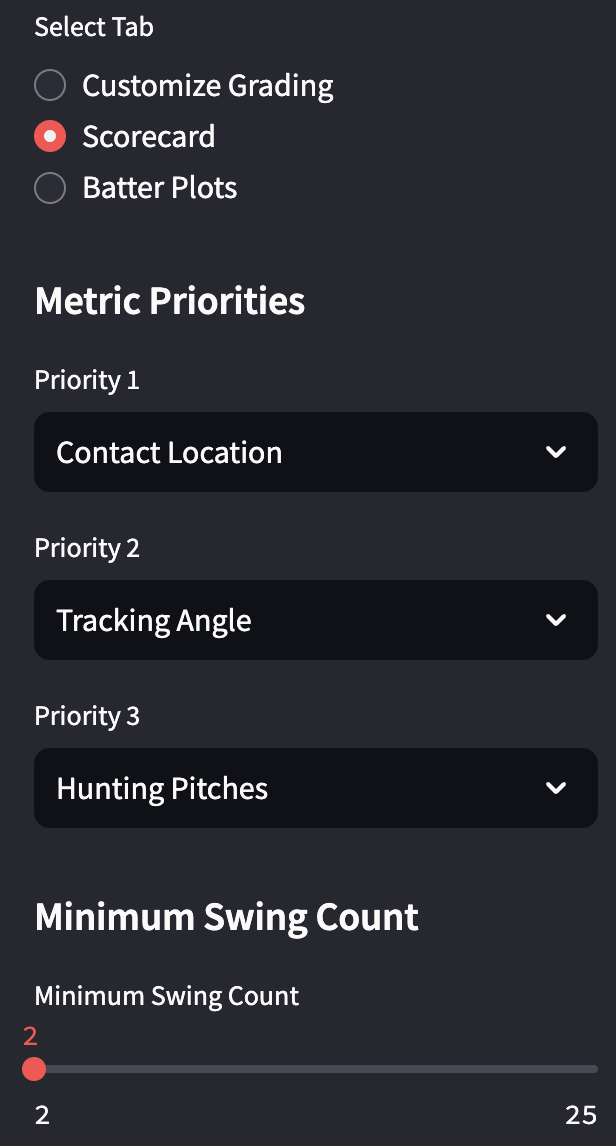 Select Tab
Customize Grading
Scorecard
Batter Plots
Metric Priorities
Priority 1
Contact Location
Priority 2
Tracking Angle
Priority 3
Hunting Pitches
Minimum Swing Count
Minimum Swing Count
2
2 25